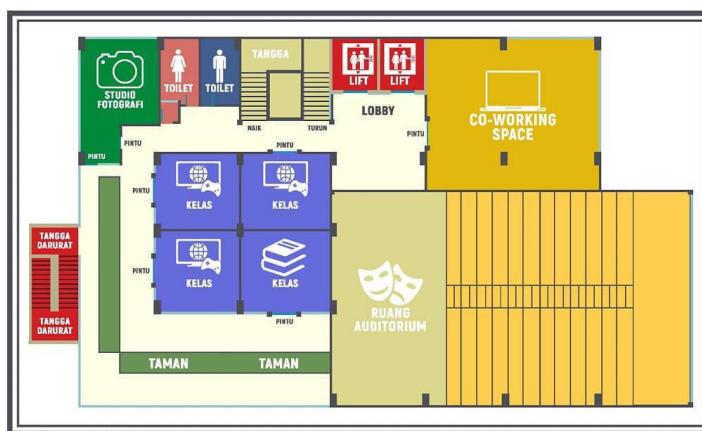 STUDIO
FOTOGRAFI
TOILET
TOILET
TANGGA
LIFT
LIFT
LOBBY
CO-WORKING
SPACE
NAIK
TURUN
PINTU
PINTU
PINTU
PINTU
PINTU
KELAS
KELAS
PINTU
KELAS
KELAS
PINTU
TANGGA
DARURAT
TANGGA
DARURAT
RUANG
AUDITORIUM
TAMAN
TAMAN